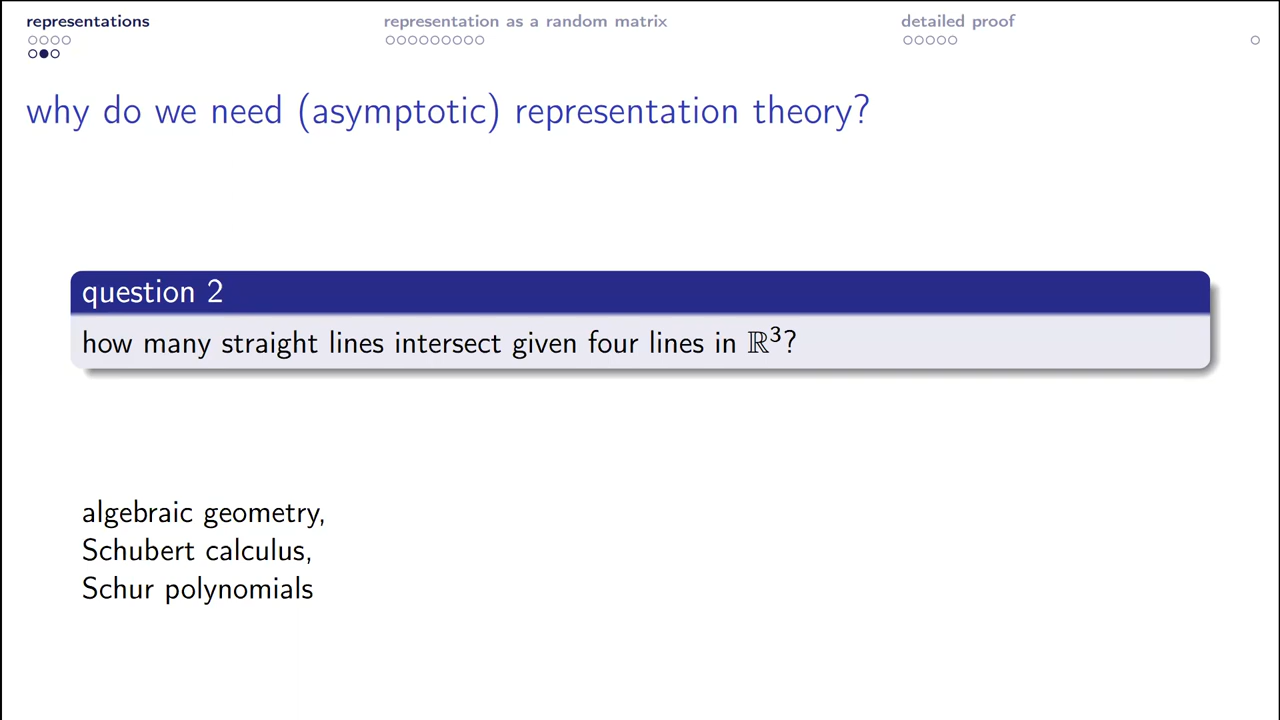 representations
representation as a random matrix
detailed proof
why do we need (asymptotic) representation theory?
question 2
how many straight lines intersect given four lines in ℝ³?
algebraic geometry,
Schubert calculus,
Schur polynomials